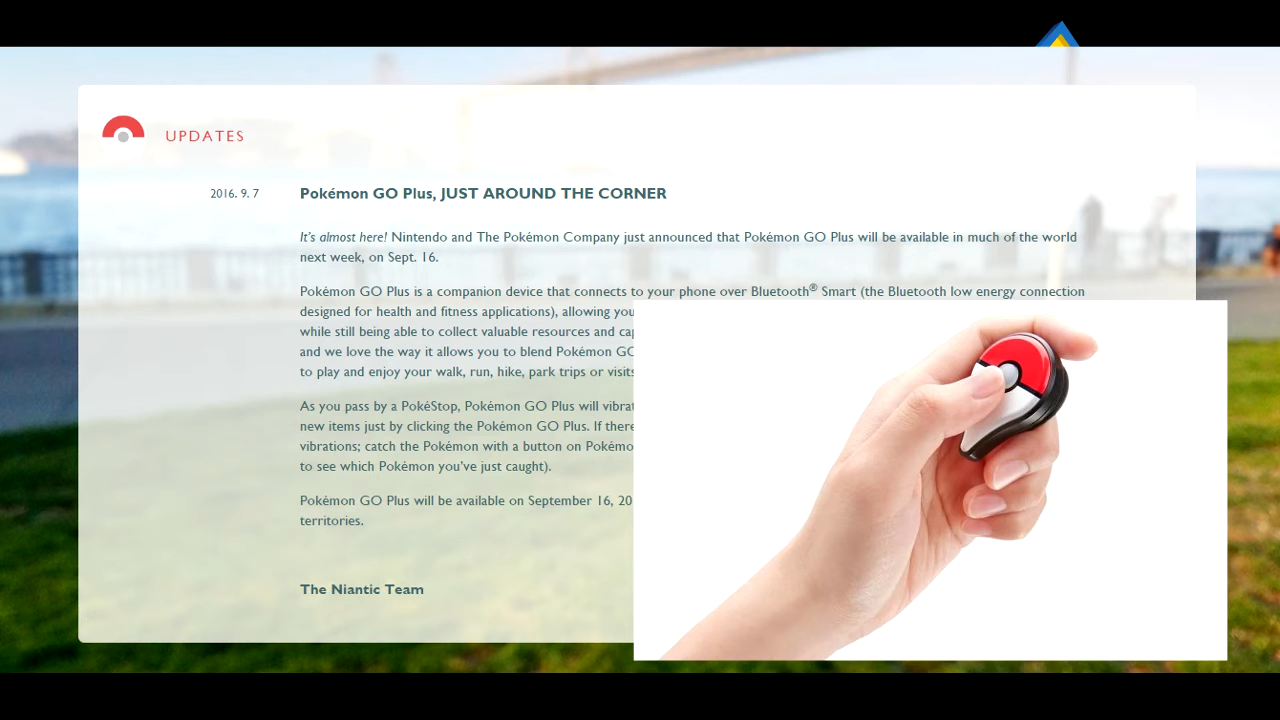 UPDATES
2016. 9. 7
Pokémon GO Plus, JUST AROUND THE CORNER
It's almost here! Nintendo and The Pokémon Company just announced that Pokémon GO Plus will be available in much of the world
next week, on Sept. 16.
Pokémon GO Plus is a companion device that connects to your phone over Bluetooth® Smart (the Bluetooth low energy connection
designed for health and fitness applications), allowing you
while still being able to collect valuable resources and
and we love the way it allows you to blend Pokémon
to play and enjoy your walk, run, hike, park trips or visits
As you pass by a PokéStop, Pokémon GO Plus will
new items just by clicking the Pokémon GO Plus. If there
vibrations; catch the Pokémon with a button on
to see which Pokémon you've just caught).
Pokémon GO Plus will be available on September 16,
territories.
The Niantic Team